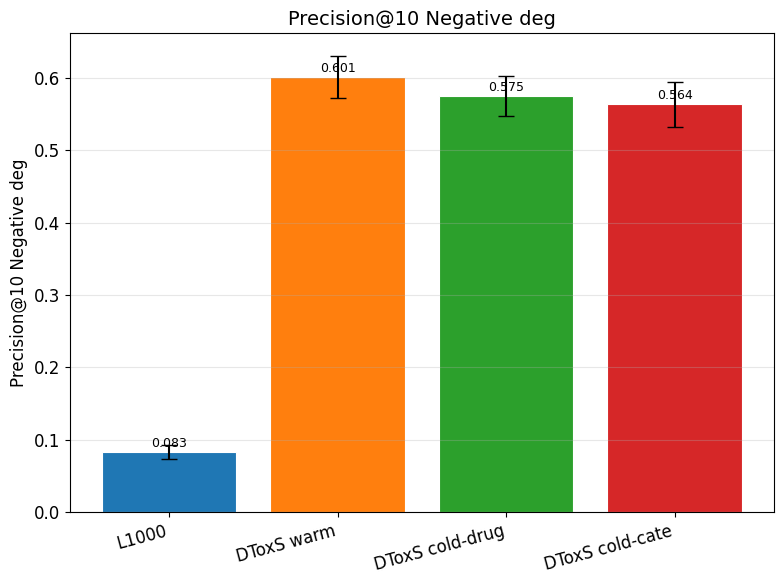 Precision@10 Negative deg
Precision@10 Negative deg
0.6
0.5
0.4
0.3
0.2
0.1
0.0
0.083
0.601
0.575
0.564
L1000
DToxS warm
DToxS cold-drug
DToxS cold-cate